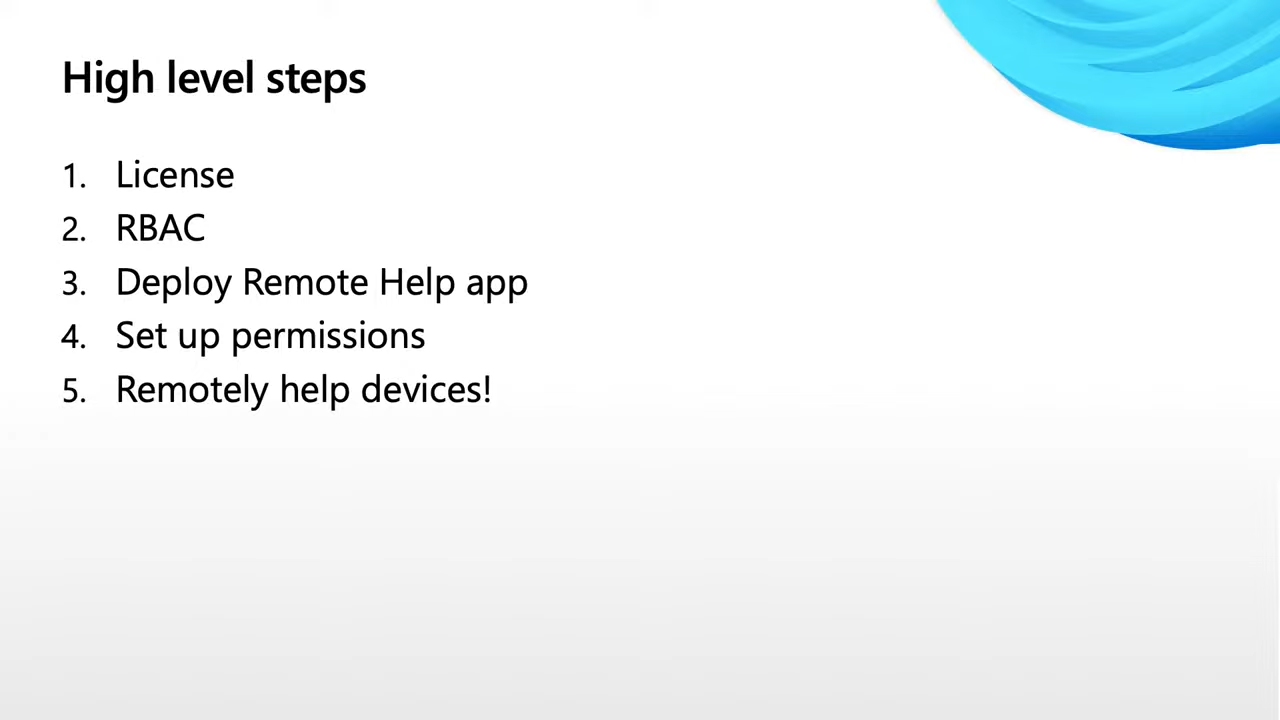 High level steps
1. License
2. RBAC
3. Deploy Remote Help app
4. Set up permissions
5. Remotely help devices!